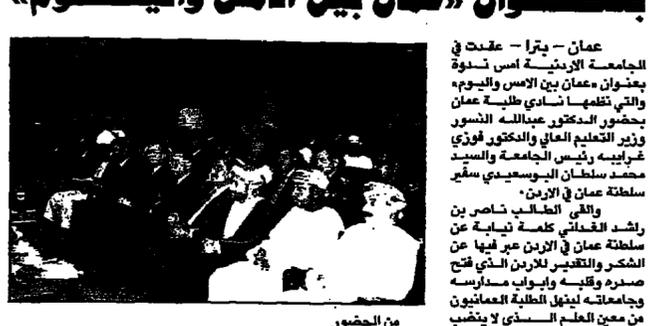 بعنوان «عمان بين الامس واليوم»
عمان - بترا - عقدت في
الجامعة الاردنية امس ندوة
بعنوان «عمان بين الامس واليوم»
والتي نظمها نادي طلبة عمان
بحضور الدكتور عبدالله النسور
وزير التعليم العالي والدكتور فوزي
غرايبه رئيس الجامعة والسيد
محمد سلطان البوسعيدي سفير
سلطنة عمان في الاردن.
والقى الطالب ناصر بن
راشد الغداني كلمة نيابة عن
سلطنة عمان في الاردن عبر فيها عن
الشكر والتقدير للاردن الذي فتح
صدره وقلبه وابواب مدارسه
وجامعاته لينهل الطلبة العمانيون
من معين العلم الذي لا ينضب
من الحضور